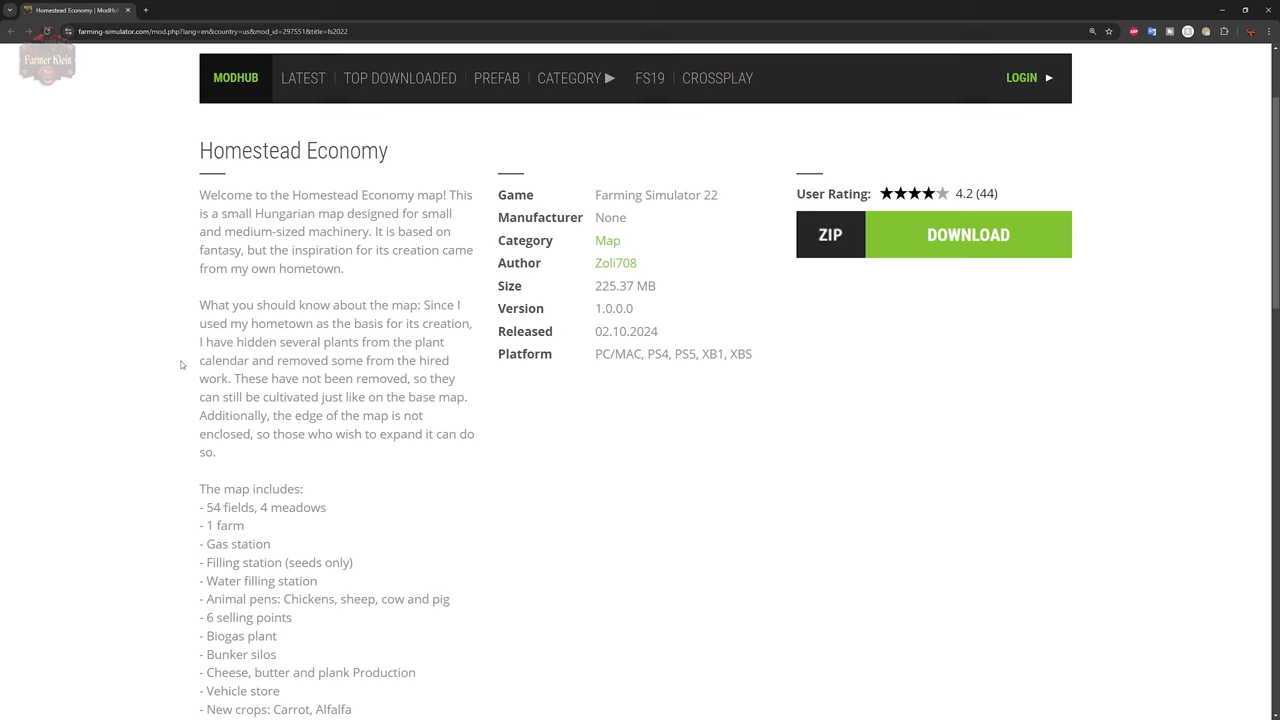 Homestead Economy | ModHu
farming-simulator.com/mod.php?lang=en&country=us&mod_id=297551&title=fs2022
Farmer Klein
MODHUB
LATEST
TOP DOWNLOADED
PREFAB
CATEGORY ▶
FS19
CROSSPLAY
LOGIN ▶
Homestead Economy
Welcome to the Homestead Economy map! This
is a small Hungarian map designed for small
and medium-sized machinery. It is based on
fantasy, but the inspiration for its creation came
from my own hometown.
What you should know about the map: Since I
used my hometown as the basis for its creation,
I have hidden several plants from the plant
calendar and removed some from the hired
work. These have not been removed, so they
can still be cultivated just like on the base map.
Additionally, the edge of the map is not
enclosed, so those who wish to expand it can do
so.
The map includes:
- 54 fields, 4 meadows
- 1 farm
- Gas station
- Filling station (seeds only)
- Water filling station
- Animal pens: Chickens, sheep, cow and pig
- 6 selling points
- Biogas plant
- Bunker silos
- Cheese, butter and plank Production
- Vehicle store
- New crops: Carrot, Alfalfa
Game Farming Simulator 22
Manufacturer None
Category Map
Author Zoli708
Size 225.37 MB
Version 1.0.0.0
Released 02.10.2024
Platform PC/MAC, PS4, PS5, XB1, XBS
User Rating: 4.2 (44)
ZIP DOWNLOAD